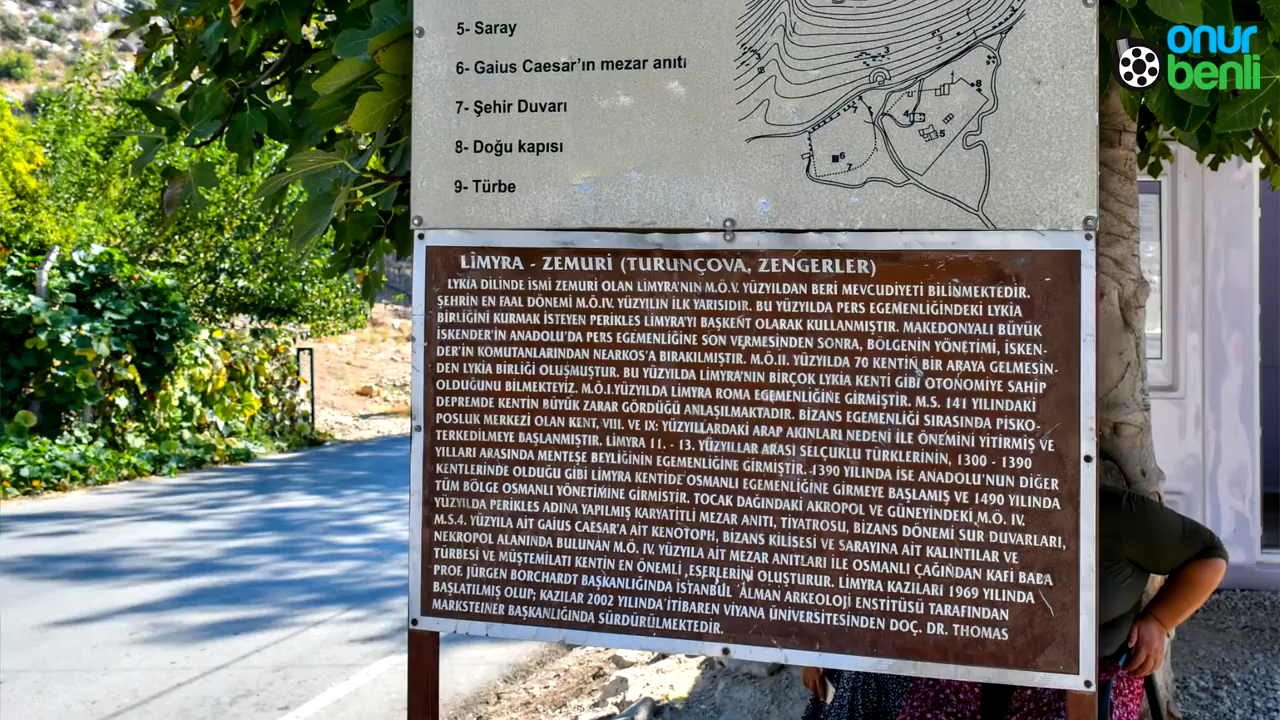 onur
benli
5- Saray
6- Gaius Caesar'ın mezar anıtı
7- Şehir Duvarı
8- Doğu kapısı
9- Türbe
3
3
8
4
5
6
7
LİMYRA - ZEMURİ (TURUNÇOVA, ZENGERLER)
LYKIA DİLİNDE İSMİ ZEMURİ OLAN LİMYRA'NIN M.Ö.V. YÜZYILDAN BERİ MEVCUDİYETİ BİLİNMEKTEDİR.
ŞEHRİN EN FAAL DÖNEMİ M.Ö.IV. YÜZYILIN İLK YARISIDIR. BU YÜZYILDA PERS EGEMENLİĞİNDEKİ LYKIA
BİRLİĞİNİ KURMAK İSTEYEN PERİKLES LİMYRA'YI BAŞKENT OLARAK KULLANMIŞTIR. MAKEDONYALI BÜYÜK
İSKENDER'İN ANADOLU'DA PERS EGEMENLİĞİNE SON VERMESİNDEN SONRA, BÖLGENİN YÖNETİMİ, İSKEN-
DER'İN KOMUTANLARINDAN NEARKOS'A BIRAKILMIŞTIR. M.Ö.II. YÜZYILDA 70 KENTİN BİR ARAYA GELMESİN-
DEN LYKIA BİRLİĞİ OLUŞMUŞTUR. BU YÜZYILDA LİMYRA'NIN BİRÇOK LYKIA KENTİ GİBİ OTONOMİYE SAHİP
OLDUĞUNU BİLMEKTEYİZ. M.Ö.I.YÜZYILDA LİMYRA ROMA EGEMENLİĞİNE GİRMİŞTİR. M.S. 141 YILINDAKİ
DEPREMDE KENTİN BÜYÜK ZARAR GÖRDÜĞÜ ANLAŞILMAKTADIR. BİZANS EGEMENLİĞİ SIRASINDA PİSKO-
POSLUK MERKEZİ OLAN KENT, VIII. VE IX: YÜZYILLARDAKİ ARAP AKINLARI NEDENİ İLE ÖNEMİNİ YİTİRMİŞ VE
TERKEDİLMEYE BAŞLANMIŞTIR. LİMYRA 11. - 13. YÜZYILLAR ARASI SELÇUKLU TÜRKLERİNİN, 1300 - 1390
YILLARI ARASINDA MENTEŞE BEYLİĞİNİN EGEMENLİĞİNE GİRMİŞTİR. 1390 YILINDA İSE ANADOLU'NUN DİĞER
KENTLERİNDE OLDUĞU GİBİ LİMYRA KENTİDE OSMANLI EGEMENLİĞİNE GİRMEYE BAŞLAMIŞ VE 1490 YILINDA
TÜM BÖLGE OSMANLI YÖNETİMİNE GİRMİSTİR. TOCAK DAĞINDAKİ AKROPOL VE GÜNEYİNDEKİ M.Ö. IV.
YÜZYILDA PERİKLES ADINA YAPILMIŞ KARYATİTLİ MEZAR ANITI, TİYATROSU, BİZANS DÖNEMİ SUR DUVARLARI,
M.S.4. YÜZYILA AİT GAİUS CAESAR'A AİT KENOTOPH, BİZANS KİLİSESİ VE SARAYINA AİT KALINTILAR VE
NEKROPOL ALANINDA BULUNAN M.Ö. IV. YÜZYILA AİT MEZAR ANITLARI İLE OSMANLI ÇAĞINDAN KAFİ BABA
TÜRBESİ VE MÜŞTEMİLATI KENTİN EN ÖNEMLİ ESERLERİNİ OLUŞTURUR. LİMYRA KAZILARI 1969 YILINDA
PROF. JÜRGEN BORCHARDT BAŞKANLIĞINDA İSTANBUL ALMAN ARKEOLOJİ ENSTİTÜSÜ TARAFINDAN
BAŞLATILMIŞ OLUP; KAZILAR 2002 YILINDA İTİBAREN VİYANA ÜNİVERSİTESİNDEN DOÇ. DR. THOMAS
MARKSTEINER BAŞKANLIĞINDA SÜRDÜRÜLMEKTEDİR.